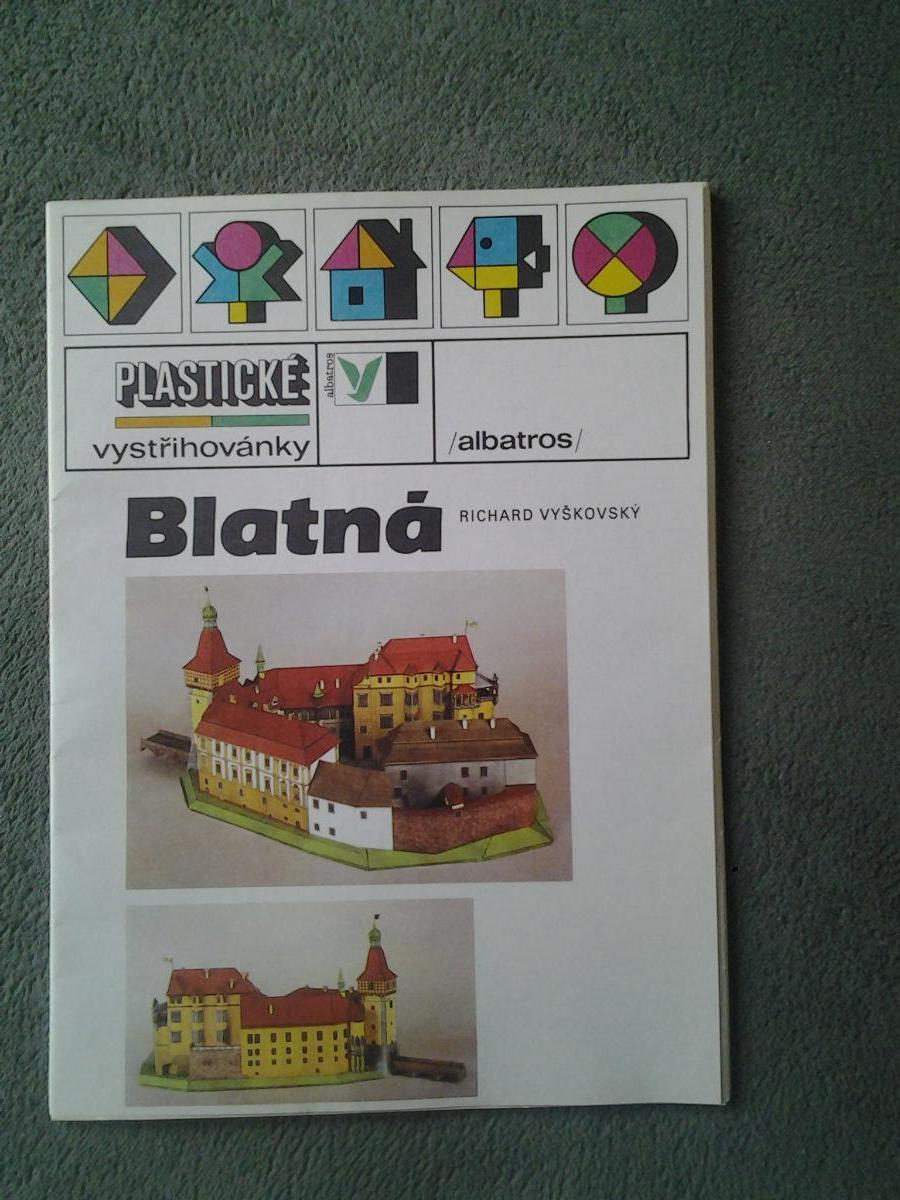 PLASTICKÉ
vystřihovánky
albatros
/albatros/
Blatná
RICHARD VYŠKOVSKÝ